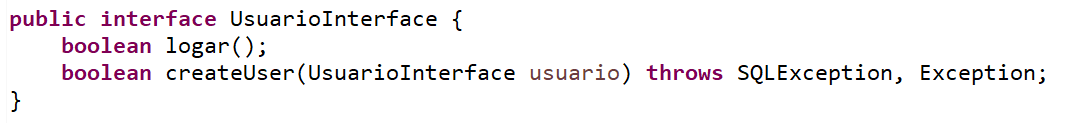 public interface UsuarioInterface {
    boolean logar();
    boolean createUser(UsuarioInterface usuario) throws SQLException, Exception;
}